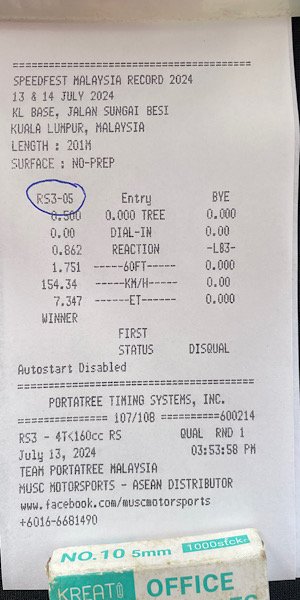 =====================================
SPEEDFEST MALAYSIA RECORD 2024
13 & 14 JULY 2024
KL BASE, JALAN SUNGAI BESI
KUALA LUMPUR, MALAYSIA
LENGTH : 201M
SURFACE : NO-PREP
RS3-05 Entry BYE
0.500 0.000 TREE 0.000
0.00 DIAL-IN 0.00
0.862 REACTION -LB3-
1.751 ------60FT----- 0.000
154.34 -----KM/H----- 0.00
7.347 ------ET------ 0.000
WINNER
FIRST
STATUS DISQUAL
Autostart Disabled
=====================================
PORTATREE TIMING SYSTEMS, INC.
============== 107/108 ==========600214
RS3 - 4T<160cc RS QUAL RND 1
July 13, 2024 03:53:58 PM
TEAM PORTATREE MALAYSIA
MUSC MOTORSPORTS - ASEAN DISTRIBUTOR
www.facebook.com/muscmotorsports
+6016-6681490
NO.10 5mm 1000stck.
KREATO OFFICE